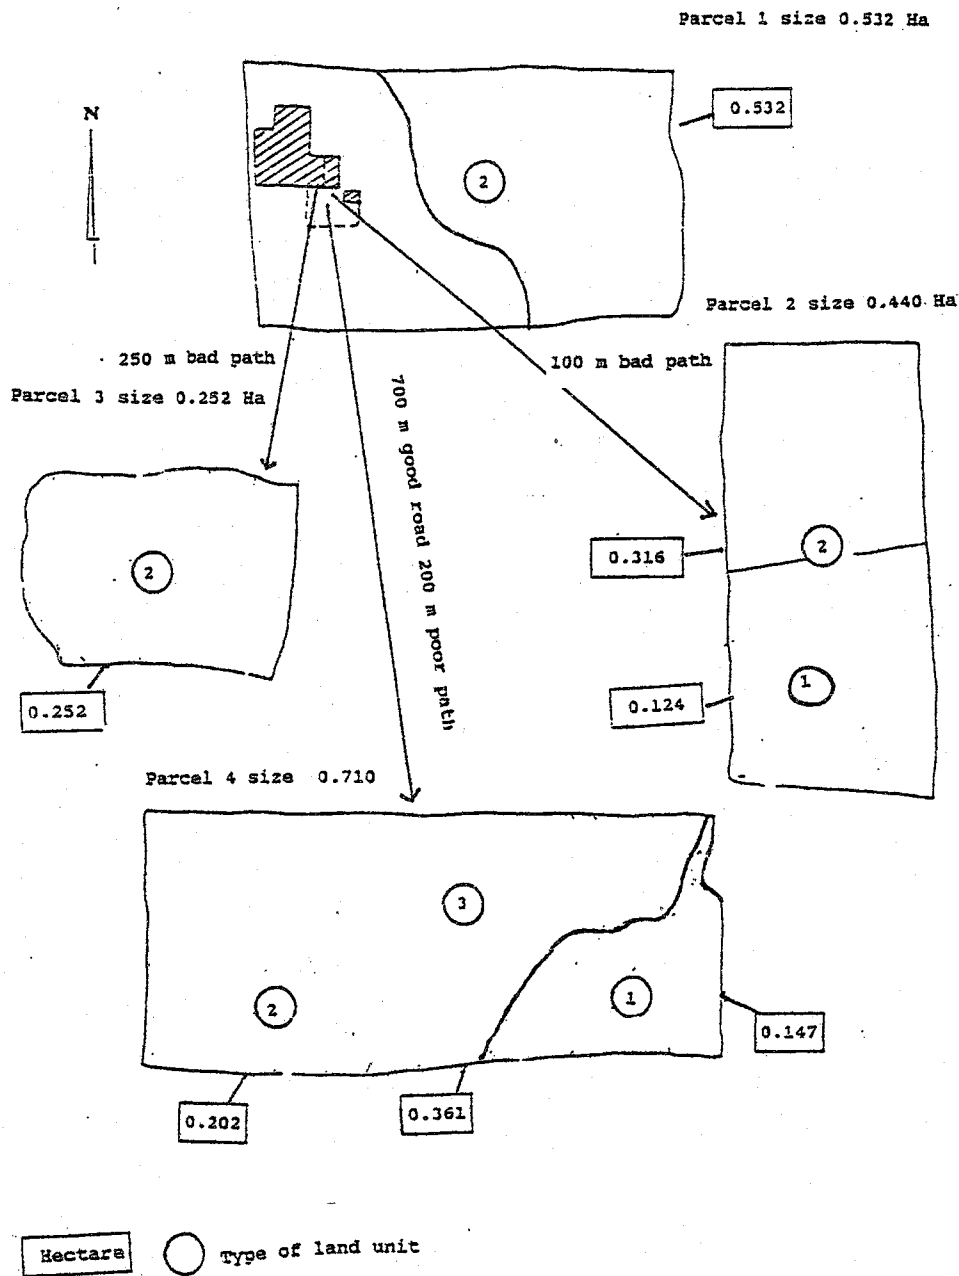 Parcel 1 size 0.532 Ha
N
0.532
2
Parcel 2 size 0.440 Ha
250 m bad path
100 m bad path
Parcel 3 size 0.252 Ha
700 m good road 200 m poor path
2
0.316
2
0.252
0.124
1
Parcel 4 size 0.710
3
2
1
0.147
0.202
0.361
Hectare
Type of land unit